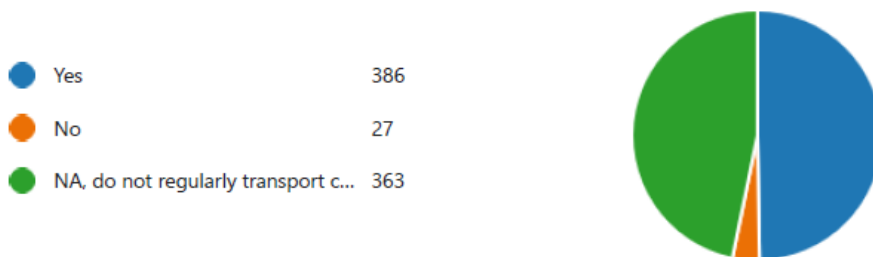 Yes 386
No 27
NA, do not regularly transport c... 363